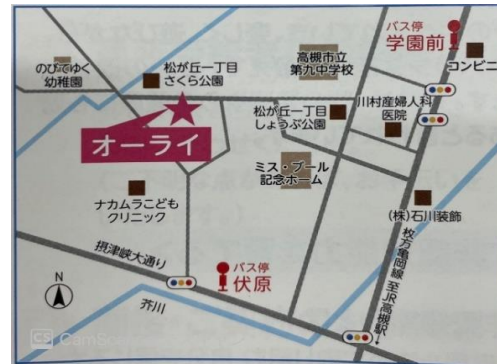 バス停
学園前
のびてゆく
幼稚園
松が丘一丁目
さくら公園
高槻市立
第九中学校
コンビニ
川村産婦人科
医院
松が丘一丁目
しょうぶ公園
オーライ
ミス・ブール
記念ホーム
ナカムラこども
クリニック
(株)石川装飾
摂津峡大通り
バス停
伏原
枚方亀岡線 至JR高槻駅→
N
芥川
CS CamSc